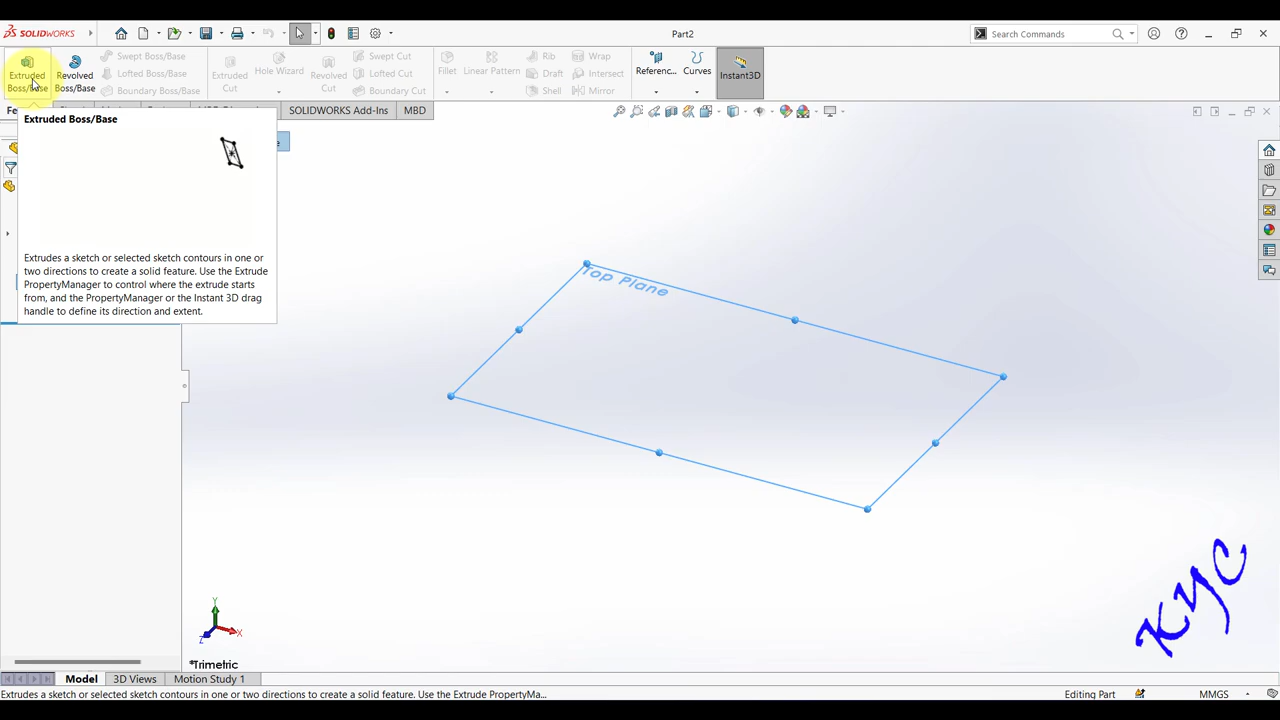 SOLIDWORKS
Part2
Search Commands
Extruded
Boss/Base
Revolved
Boss/Base
Swept Boss/Base
Lofted Boss/Base
Boundary Boss/Base
Extruded
Cut
Hole Wizard
Revolved
Cut
Swept Cut
Lofted Cut
Boundary Cut
Fillet
Linear Pattern
Rib
Draft
Shell
Wrap
Intersect
Mirror
Referenc...
Curves
Instant3D
SOLIDWORKS Add-Ins
MBD
Extruded Boss/Base
Extrudes a sketch or selected sketch contours in one or
two directions to create a solid feature. Use the Extrude
PropertyManager to control where the extrude starts
from, and the PropertyManager or the Instant 3D drag
handle to define its direction and extent.
Top Plane
KYC
Y
X
Z
*Trimetric
Model
3D Views
Motion Study 1
Extrudes a sketch or selected sketch contours in one or two directions to create a solid feature. Use the Extrude PropertyMa...
Editing Part
MMGS